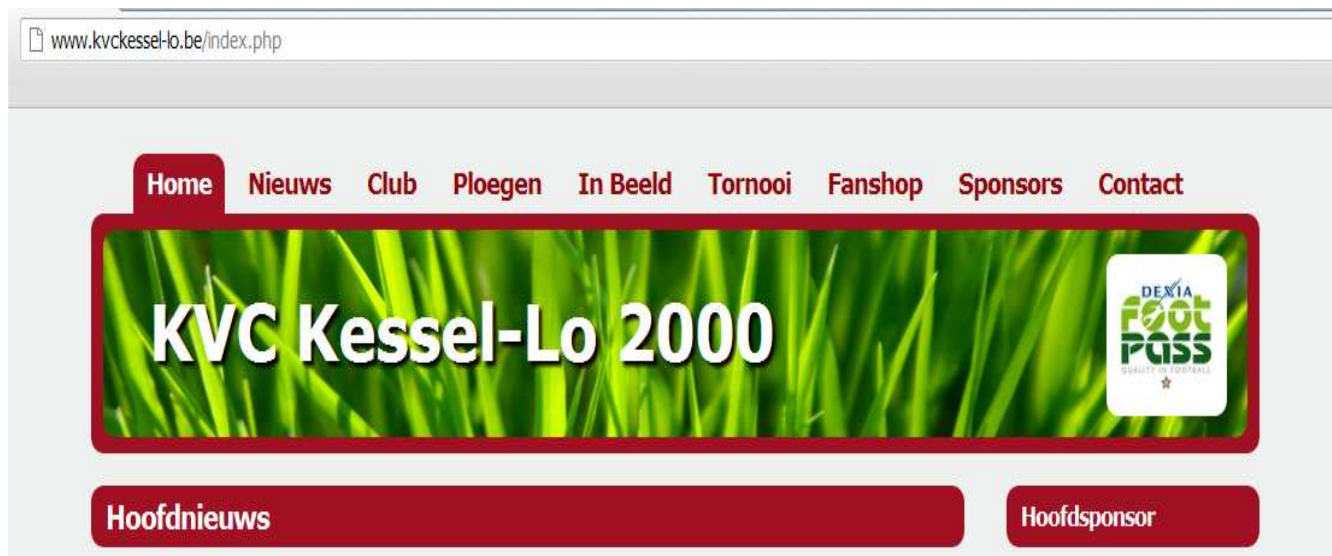 www.kvckessel-lo.be/index.php
Home Nieuws Club Ploegen In Beeld Tornooi Fanshop Sponsors Contact
KVC Kessel-Lo 2000
DEXIA
FOOT
PASS
QUALITY IN FOOTBALL
Hoofdnieuws
Hoofdsponsor